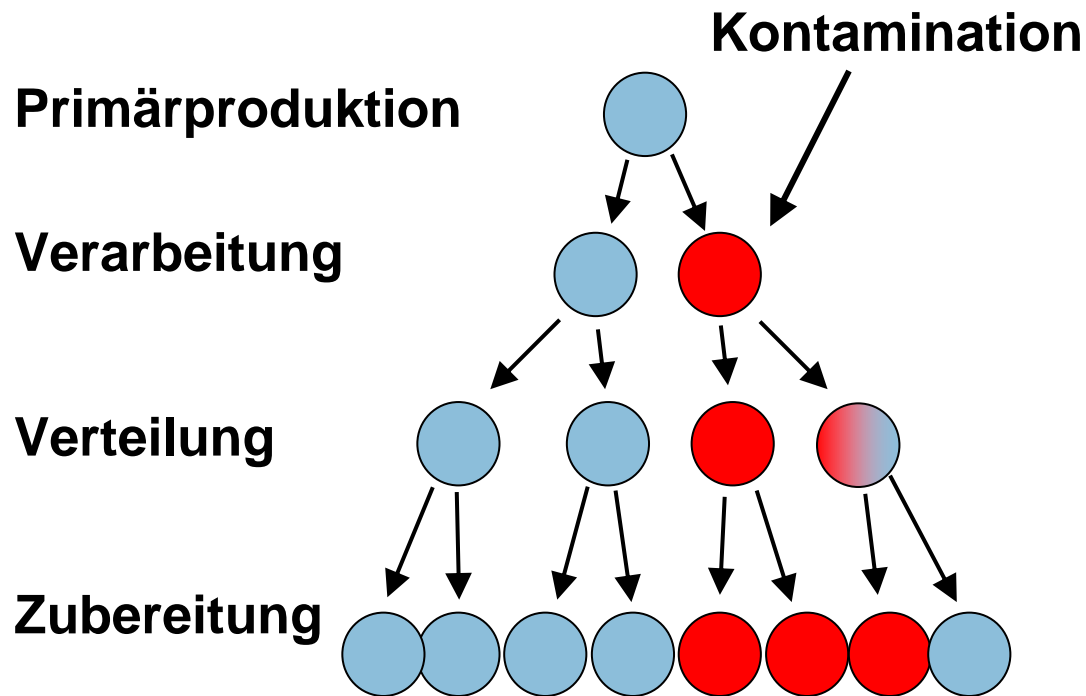 Kontamination
Primärproduktion
Verarbeitung
Verteilung
Zubereitung